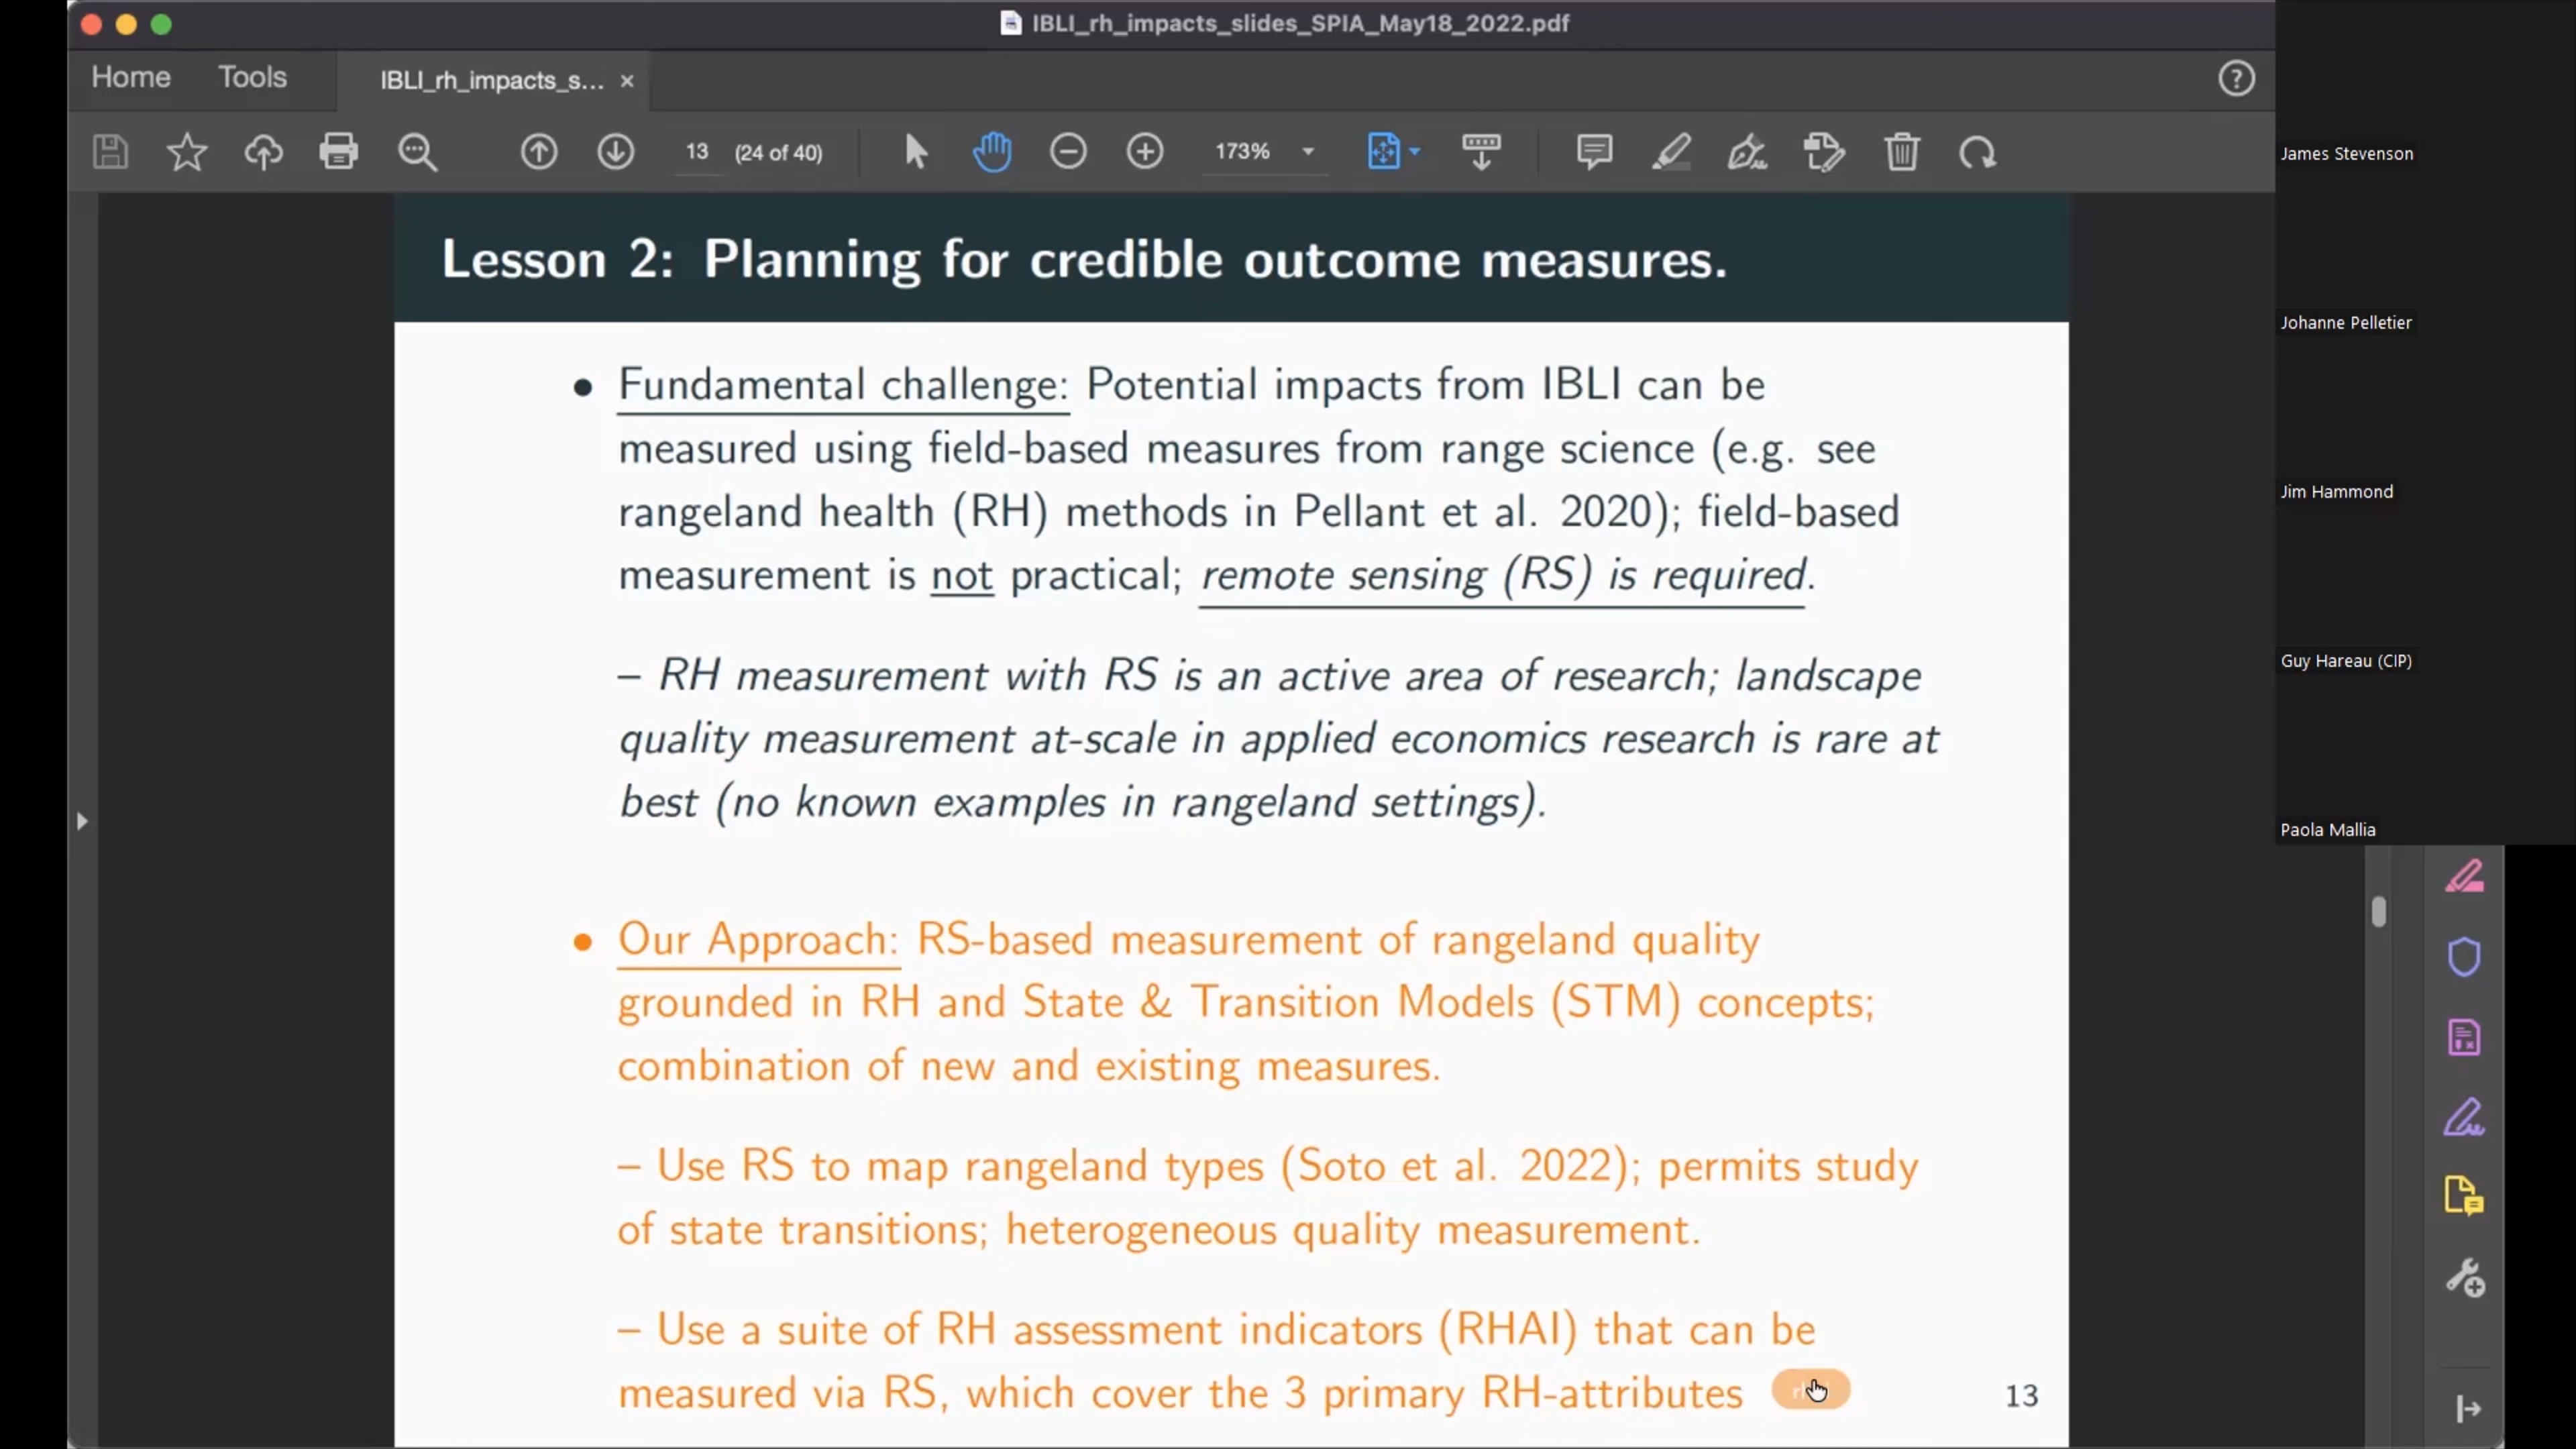 IBLI_rh_impacts_slides_SPIA_May18_2022.pdf
Home Tools IBLI_rh_impacts_s... ×
13 (24 of 40) 173%
Lesson 2: Planning for credible outcome measures.
• Fundamental challenge: Potential impacts from IBLI can be
measured using field-based measures from range science (e.g. see
rangeland health (RH) methods in Pellant et al. 2020); field-based
measurement is not practical; remote sensing (RS) is required.
– RH measurement with RS is an active area of research; landscape
quality measurement at-scale in applied economics research is rare at
best (no known examples in rangeland settings).
• Our Approach: RS-based measurement of rangeland quality
grounded in RH and State & Transition Models (STM) concepts;
combination of new and existing measures.
– Use RS to map rangeland types (Soto et al. 2022); permits study
of state transitions; heterogeneous quality measurement.
– Use a suite of RH assessment indicators (RHAI) that can be
measured via RS, which cover the 3 primary RH-attributes
13
James Stevenson
Johanne Pelletier
Jim Hammond
Guy Hareau (CIP)
Paola Mallia